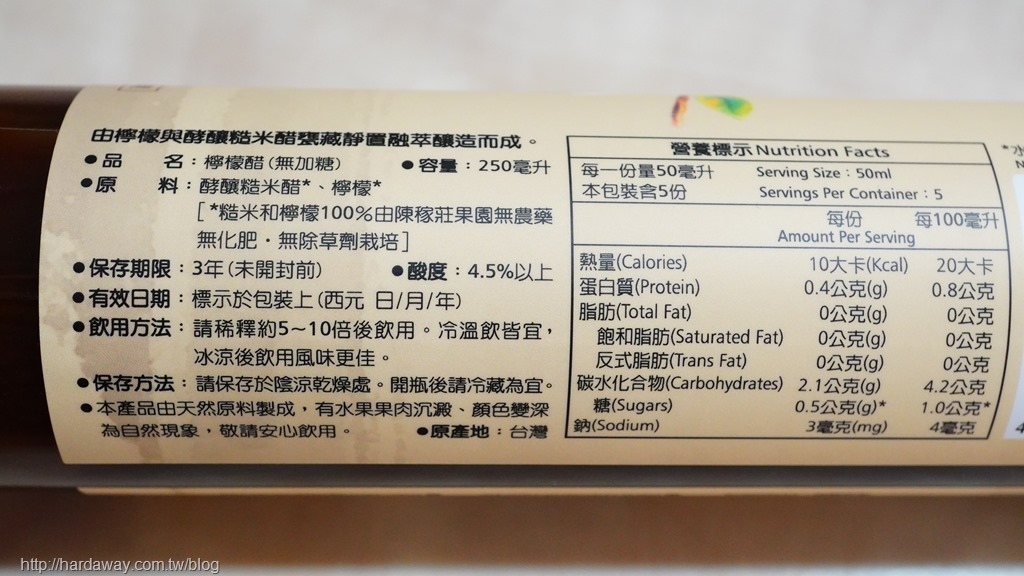 由檸檬與酵釀糙米醋甕藏靜置融萃釀造而成。
●品　　名：檸檬醋（無加糖）　●容量：250毫升
●原　　料：酵釀糙米醋*、檸檬*
[ *糙米和檸檬100%由陳稼莊果園無農藥
無化肥・無除草劑栽培]
●保存期限：3年（未開封前）　●酸度：4.5%以上
●有效日期：標示於包裝上（西元 日/月/年）
●飲用方法：請稀釋約5～10倍後飲用。冷溫飲皆宜，
冰涼後飲用風味更佳。
●保存方法：請保存於陰涼乾燥處。開瓶後請冷藏為宜。
●本產品由天然原料製成，有水果果肉沉澱、顏色變深
為自然現象，敬請安心飲用。　●原產地：台灣
營養標示 Nutrition Facts
每一份量50毫升　Serving Size：50ml
本包裝含5份　Servings Per Container：5
每份　每100毫升
Amount Per Serving
熱量(Calories)　10大卡(Kcal)　20大卡
蛋白質(Protein)　0.4公克(g)　0.8公克
脂肪(Total Fat)　0公克(g)　0公克
飽和脂肪(Saturated Fat)　0公克(g)　0公克
反式脂肪(Trans Fat)　0公克(g)　0公克
碳水化合物(Carbohydrates)　2.1公克(g)　4.2公克
糖(Sugars)　0.5公克(g)*　1.0公克*
鈉(Sodium)　3毫克(mg)　4毫克
http://hardaway.com.tw/blog